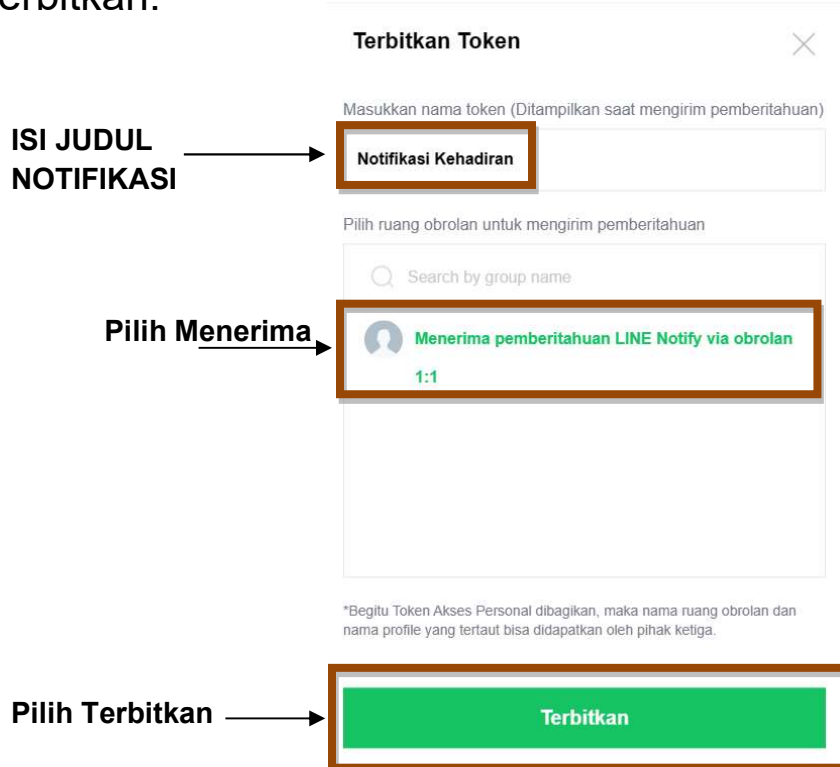 erbitkan.
Terbitkan Token
Masukkan nama token (Ditampilkan saat mengirim pemberitahuan)
ISI JUDUL
NOTIFIKASI
Notifikasi Kehadiran
Pilih ruang obrolan untuk mengirim pemberitahuan
Search by group name
Pilih Menerima
Menerima pemberitahuan LINE Notify via obrolan
1:1
*Begitu Token Akses Personal dibagikan, maka nama ruang obrolan dan
nama profile yang tertaut bisa didapatkan oleh pihak ketiga.
Pilih Terbitkan
Terbitkan